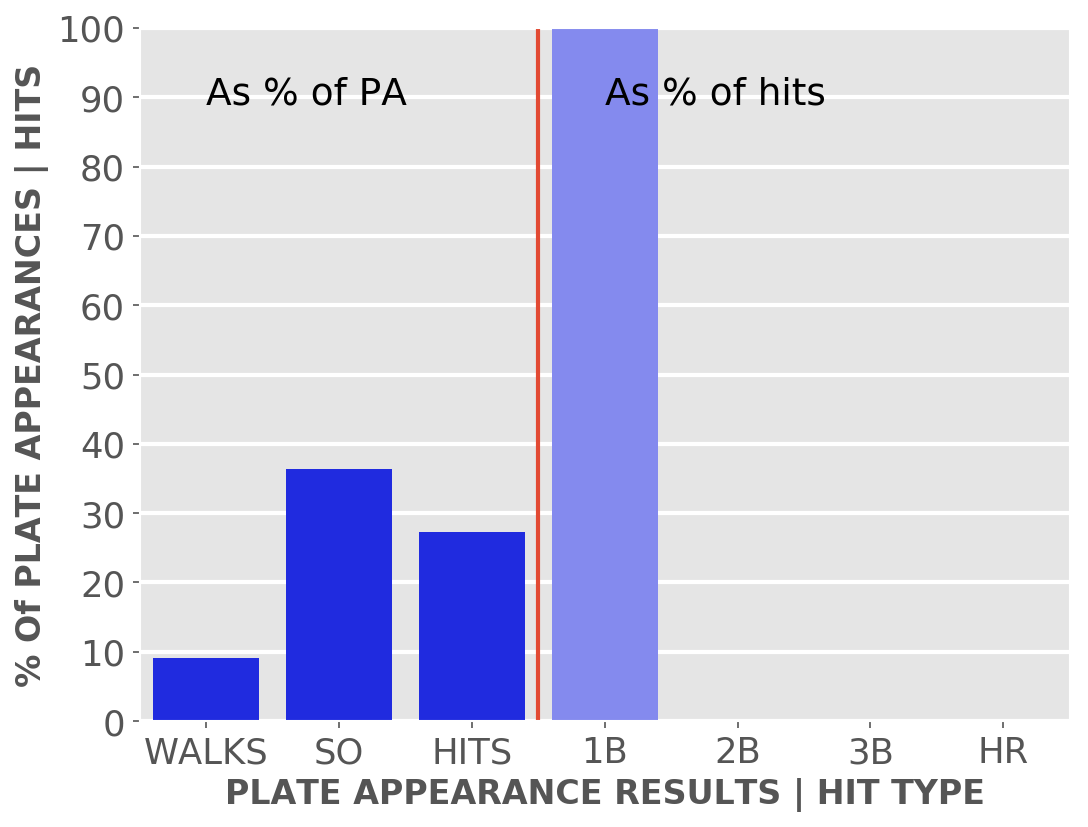 % Of PLATE APPEARANCES | HITS
100
90
80
70
60
50
40
30
20
10
0
As % of PA
As % of hits
WALKS SO HITS 1B 2B 3B HR
PLATE APPEARANCE RESULTS | HIT TYPE